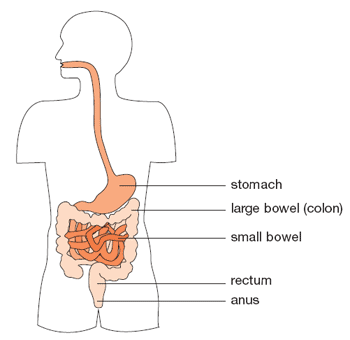 stomach
large bowel (colon)
small bowel
rectum
anus